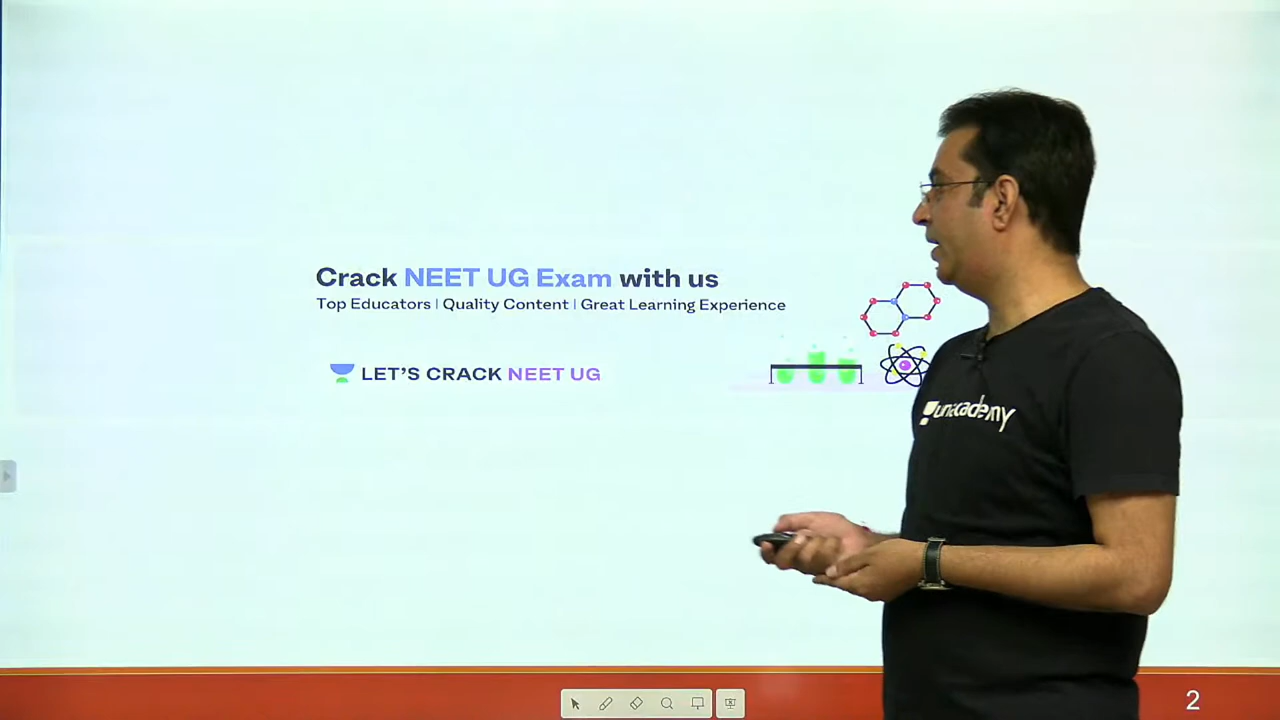 Crack NEET UG Exam with us
Top Educators | Quality Content | Great Learning Experience
LET'S CRACK NEET UG
unacademy
2